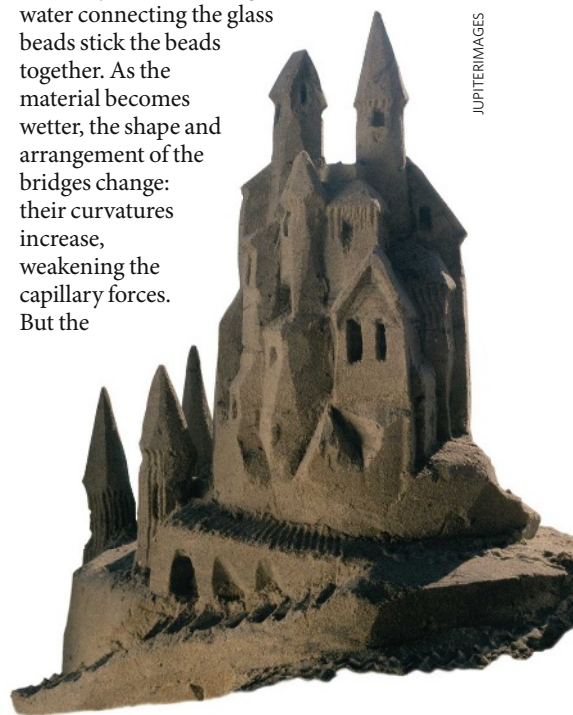 water connecting the glass
beads stick the beads
together. As the
material becomes
wetter, the shape and
arrangement of the
bridges change:
their curvatures
increase,
weakening the
capillary forces.
But the
JUPITERIMAGES